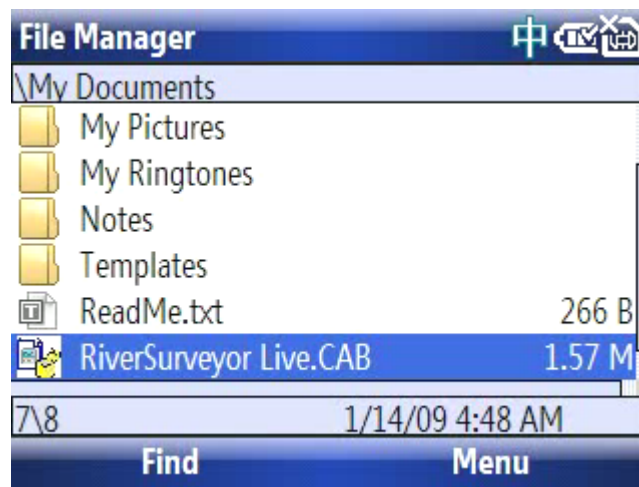 File Manager 中
\My Documents
My Pictures
My Ringtones
Notes
Templates
ReadMe.txt 266 B
RiverSurveyor Live.CAB 1.57 M
7\8 1/14/09 4:48 AM
Find Menu